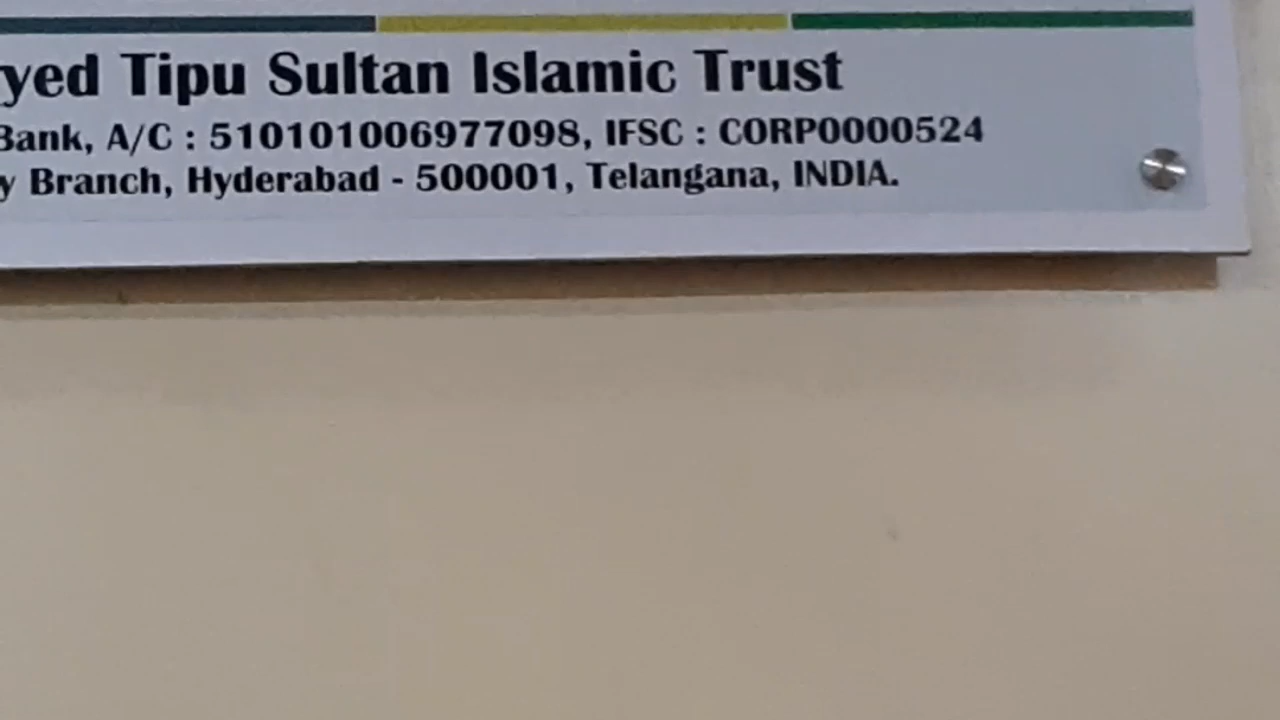 yed Tipu Sultan Islamic Trust
Bank, A/C : 510101006977098, IFSC : CORP0000524
y Branch, Hyderabad - 500001, Telangana, INDIA.